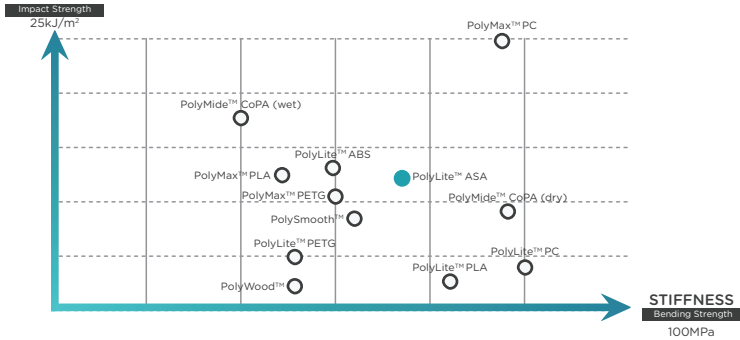 Impact Strength
25kJ/m²
PolyMax™ PC
PolyMide™ CoPA (wet)
PolyLite™ ABS
PolyMax™ PLA
PolyLite™ ASA
PolyMax™ PETG
PolyMide™ CoPA (dry)
PolySmooth™
PolyLite™ PETG
PolyLite™ PC
PolyLite™ PLA
PolyWood™
STIFFNESS
Bending Strength
100MPa